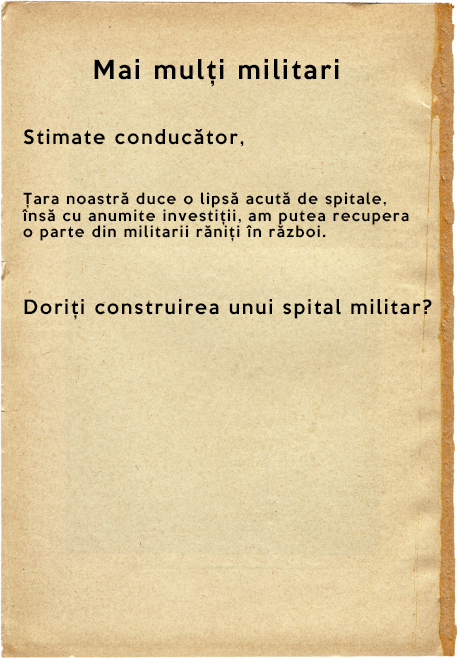 Mai mulți militari
Stimate conducător,
Țara noastră duce o lipsă acută de spitale,
însă cu anumite investiții, am putea recupera
o parte din militarii răniți în război.
Doriți construirea unui spital militar?